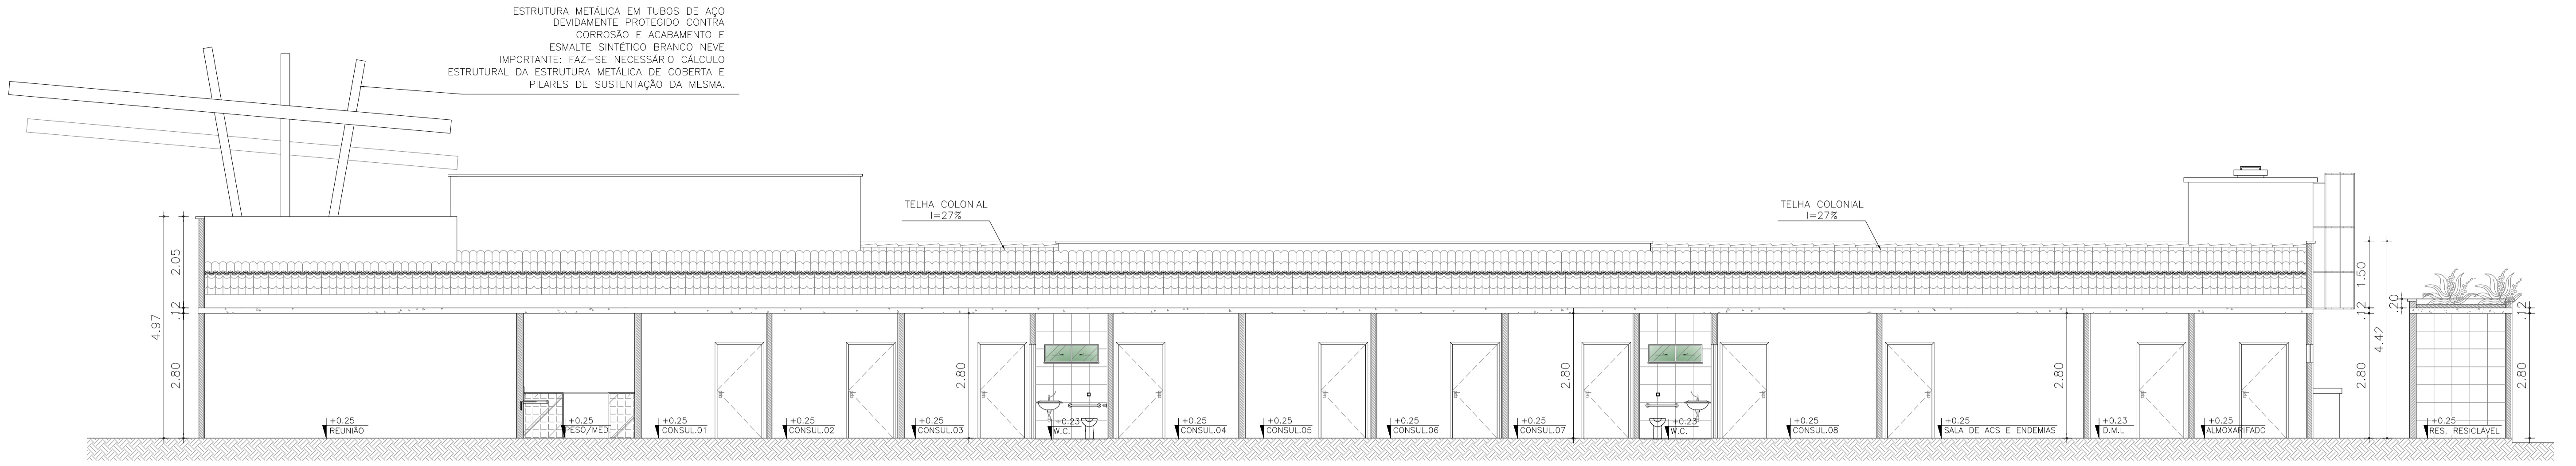 ESTRUTURA METÁLICA EM TUBOS DE AÇO
DEVIDAMENTE PROTEGIDO CONTRA
CORROSÃO E ACABAMENTO E
ESMALTE SINTÉTICO BRANCO NEVE
IMPORTANTE: FAZ-SE NECESSÁRIO CÁLCULO
ESTRUTURAL DA ESTRUTURA METÁLICA DE COBERTA E
PILARES DE SUSTENTAÇÃO DA MESMA.
TELHA COLONIAL
I=27%
TELHA COLONIAL
I=27%
4.97
2.05
.12
2.80
2.80
2.80
2.80
1.50
.12
2.80
4.42
.20
.12
2.80
+0.25
REUNIÃO
+0.25
PESO/MED
+0.25
CONSUL.01
+0.25
CONSUL.02
+0.25
CONSUL.03
+0.23
W.C.
+0.25
CONSUL.04
+0.25
CONSUL.05
+0.25
CONSUL.06
+0.25
CONSUL.07
+0.23
W.C.
+0.25
CONSUL.08
+0.25
SALA DE ACS E ENDEMIAS
+0.23
D.M.L
+0.25
ALMOXARIFADO
+0.25
RES. RESICLÁVEL